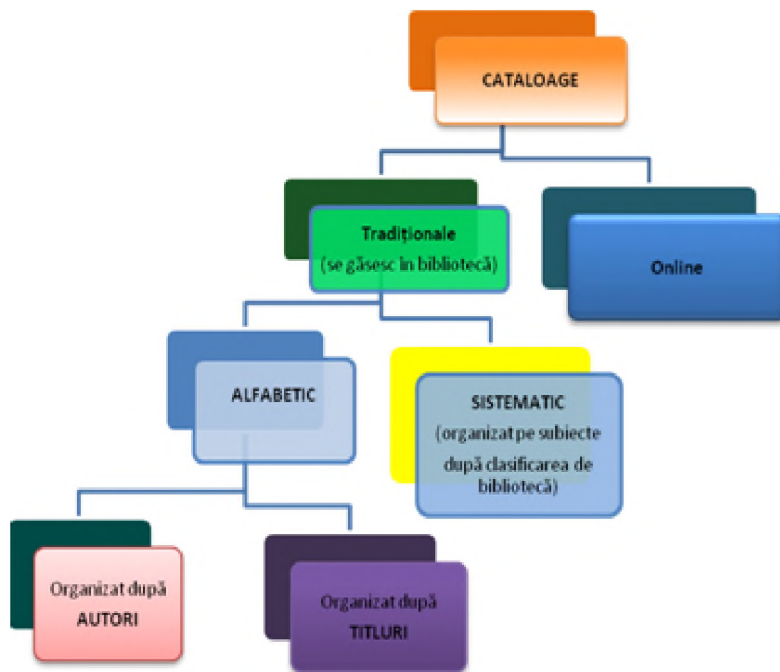 CATALOAGE
Tradiționale
(se găsesc în bibliotecă)
Online
ALFABETIC
SISTEMATIC
(organizat pe subiecte
după clasificarea de
bibliotecă)
Organizat după
AUTORI
Organizat după
TITLURI